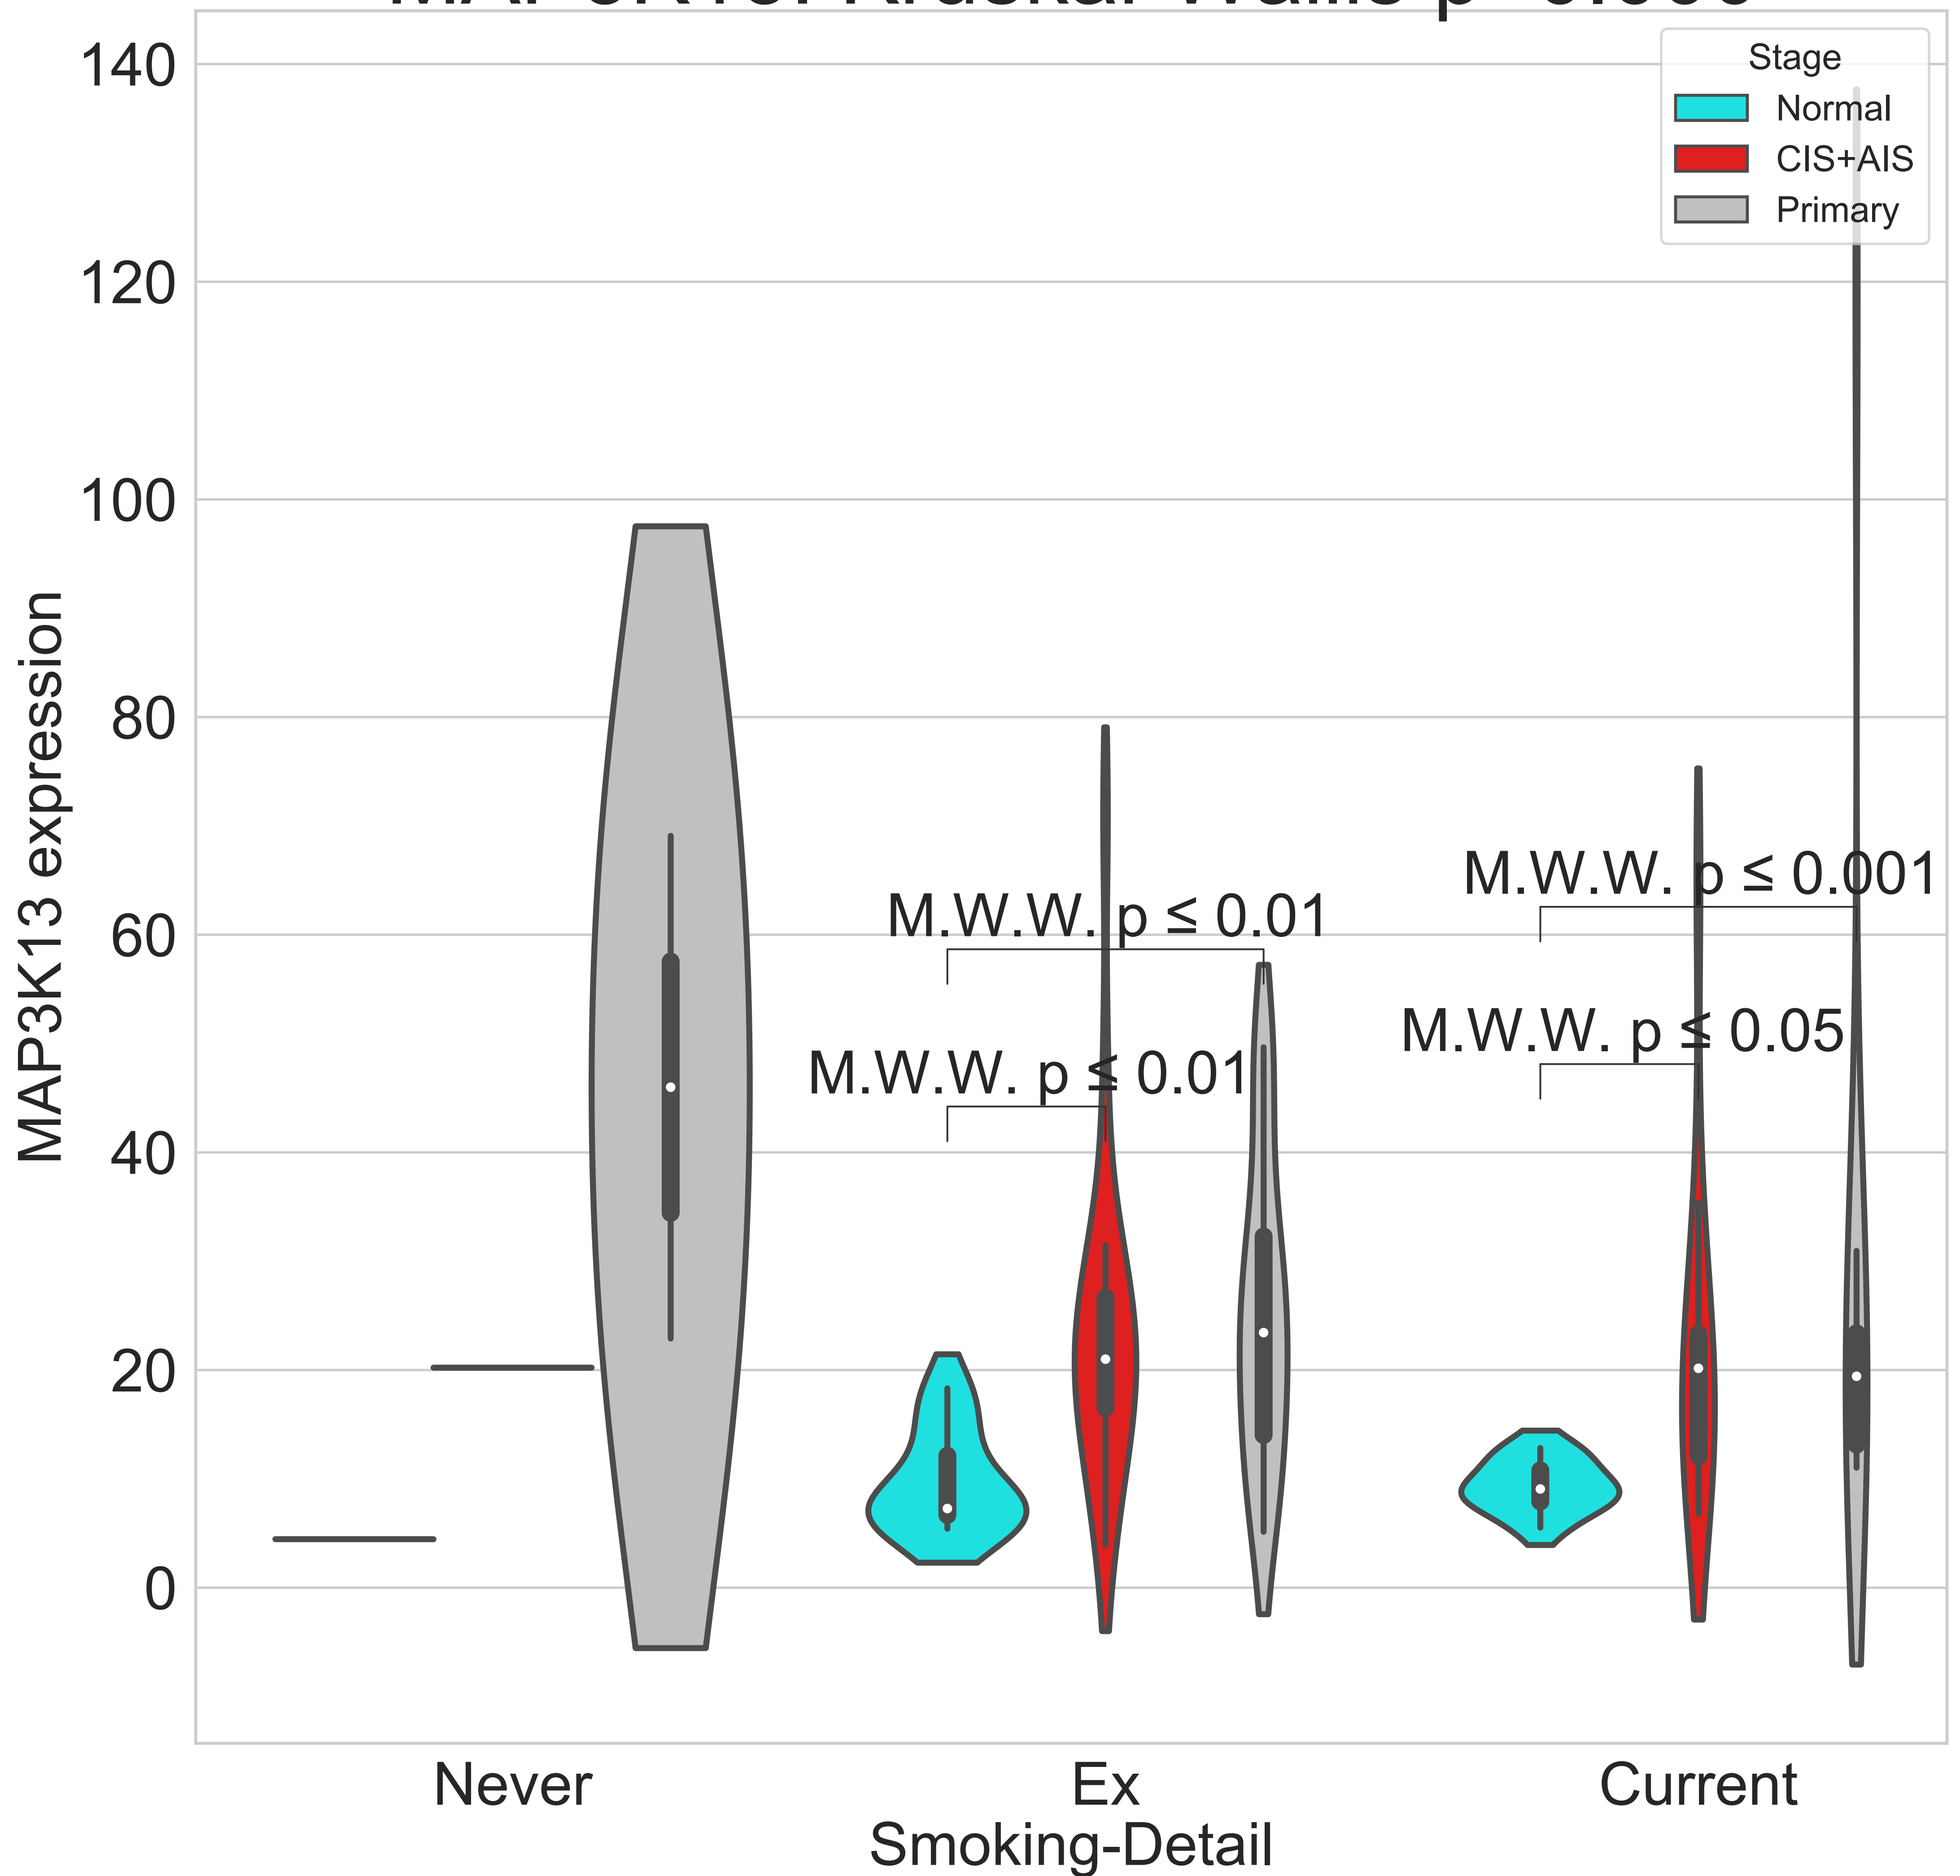 140
120
100
80
60
40
20
0
MAP3K13 expression
Stage
Normal
CIS+AIS
Primary
M.W.W. p ≤ 0.001
M.W.W. p ≤ 0.01
M.W.W. p ≤ 0.05
M.W.W. p ≤ 0.01
Never
Ex
Current
Smoking-Detail